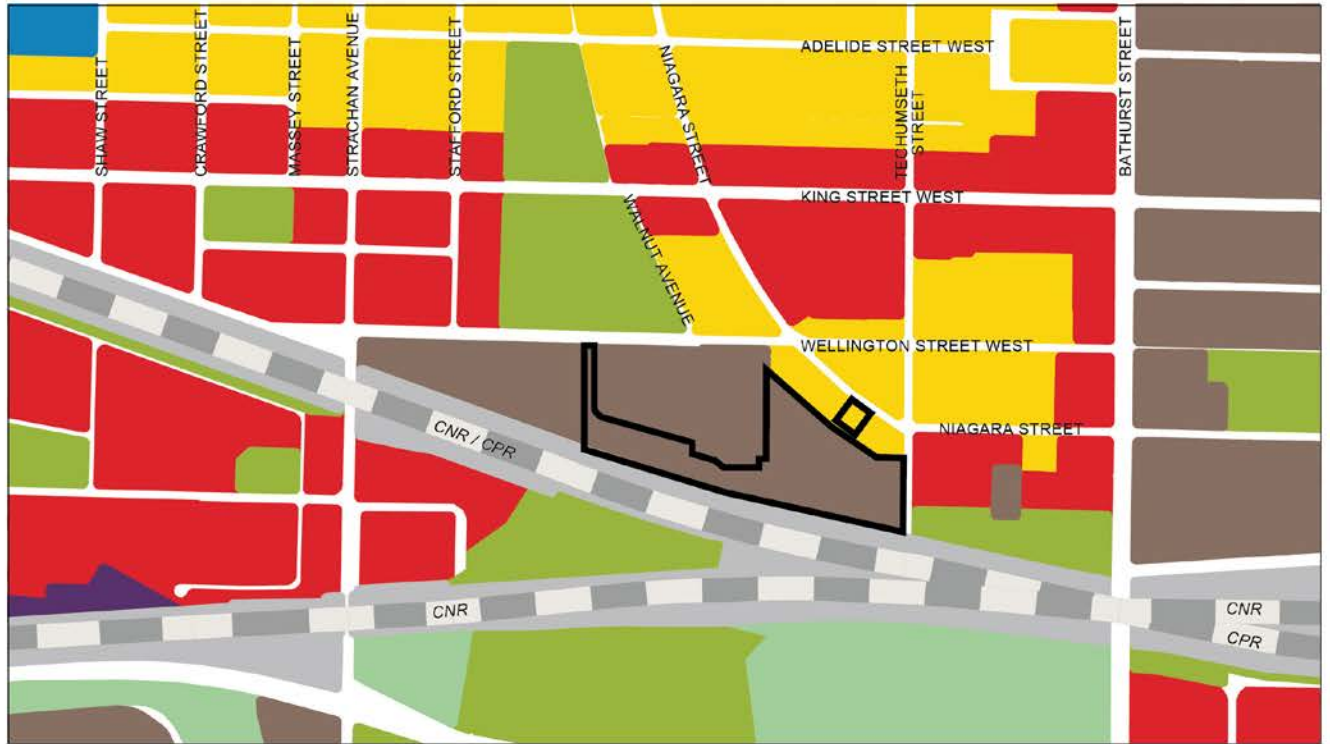 ADELIDE STREET WEST
SHAW STREET
CRAWFORD STREET
MASSEY STREET
STRACHAN AVENUE
STAFFORD STREET
NIAGARA STREET
TECHUMSETH
STREET
BATHURST STREET
KING STREET WEST
WALNUT AVENUE
WELLINGTON STREET WEST
NIAGARA STREET
CNR / CPR
CNR
CNR
CPR